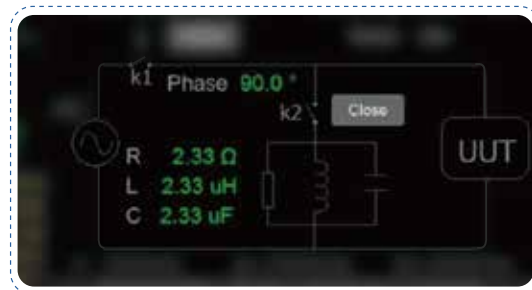 k1 Phase 90.0 °
k2 Close
UUT
R 2.33 Ω
L 2.33 uH
C 2.33 uF